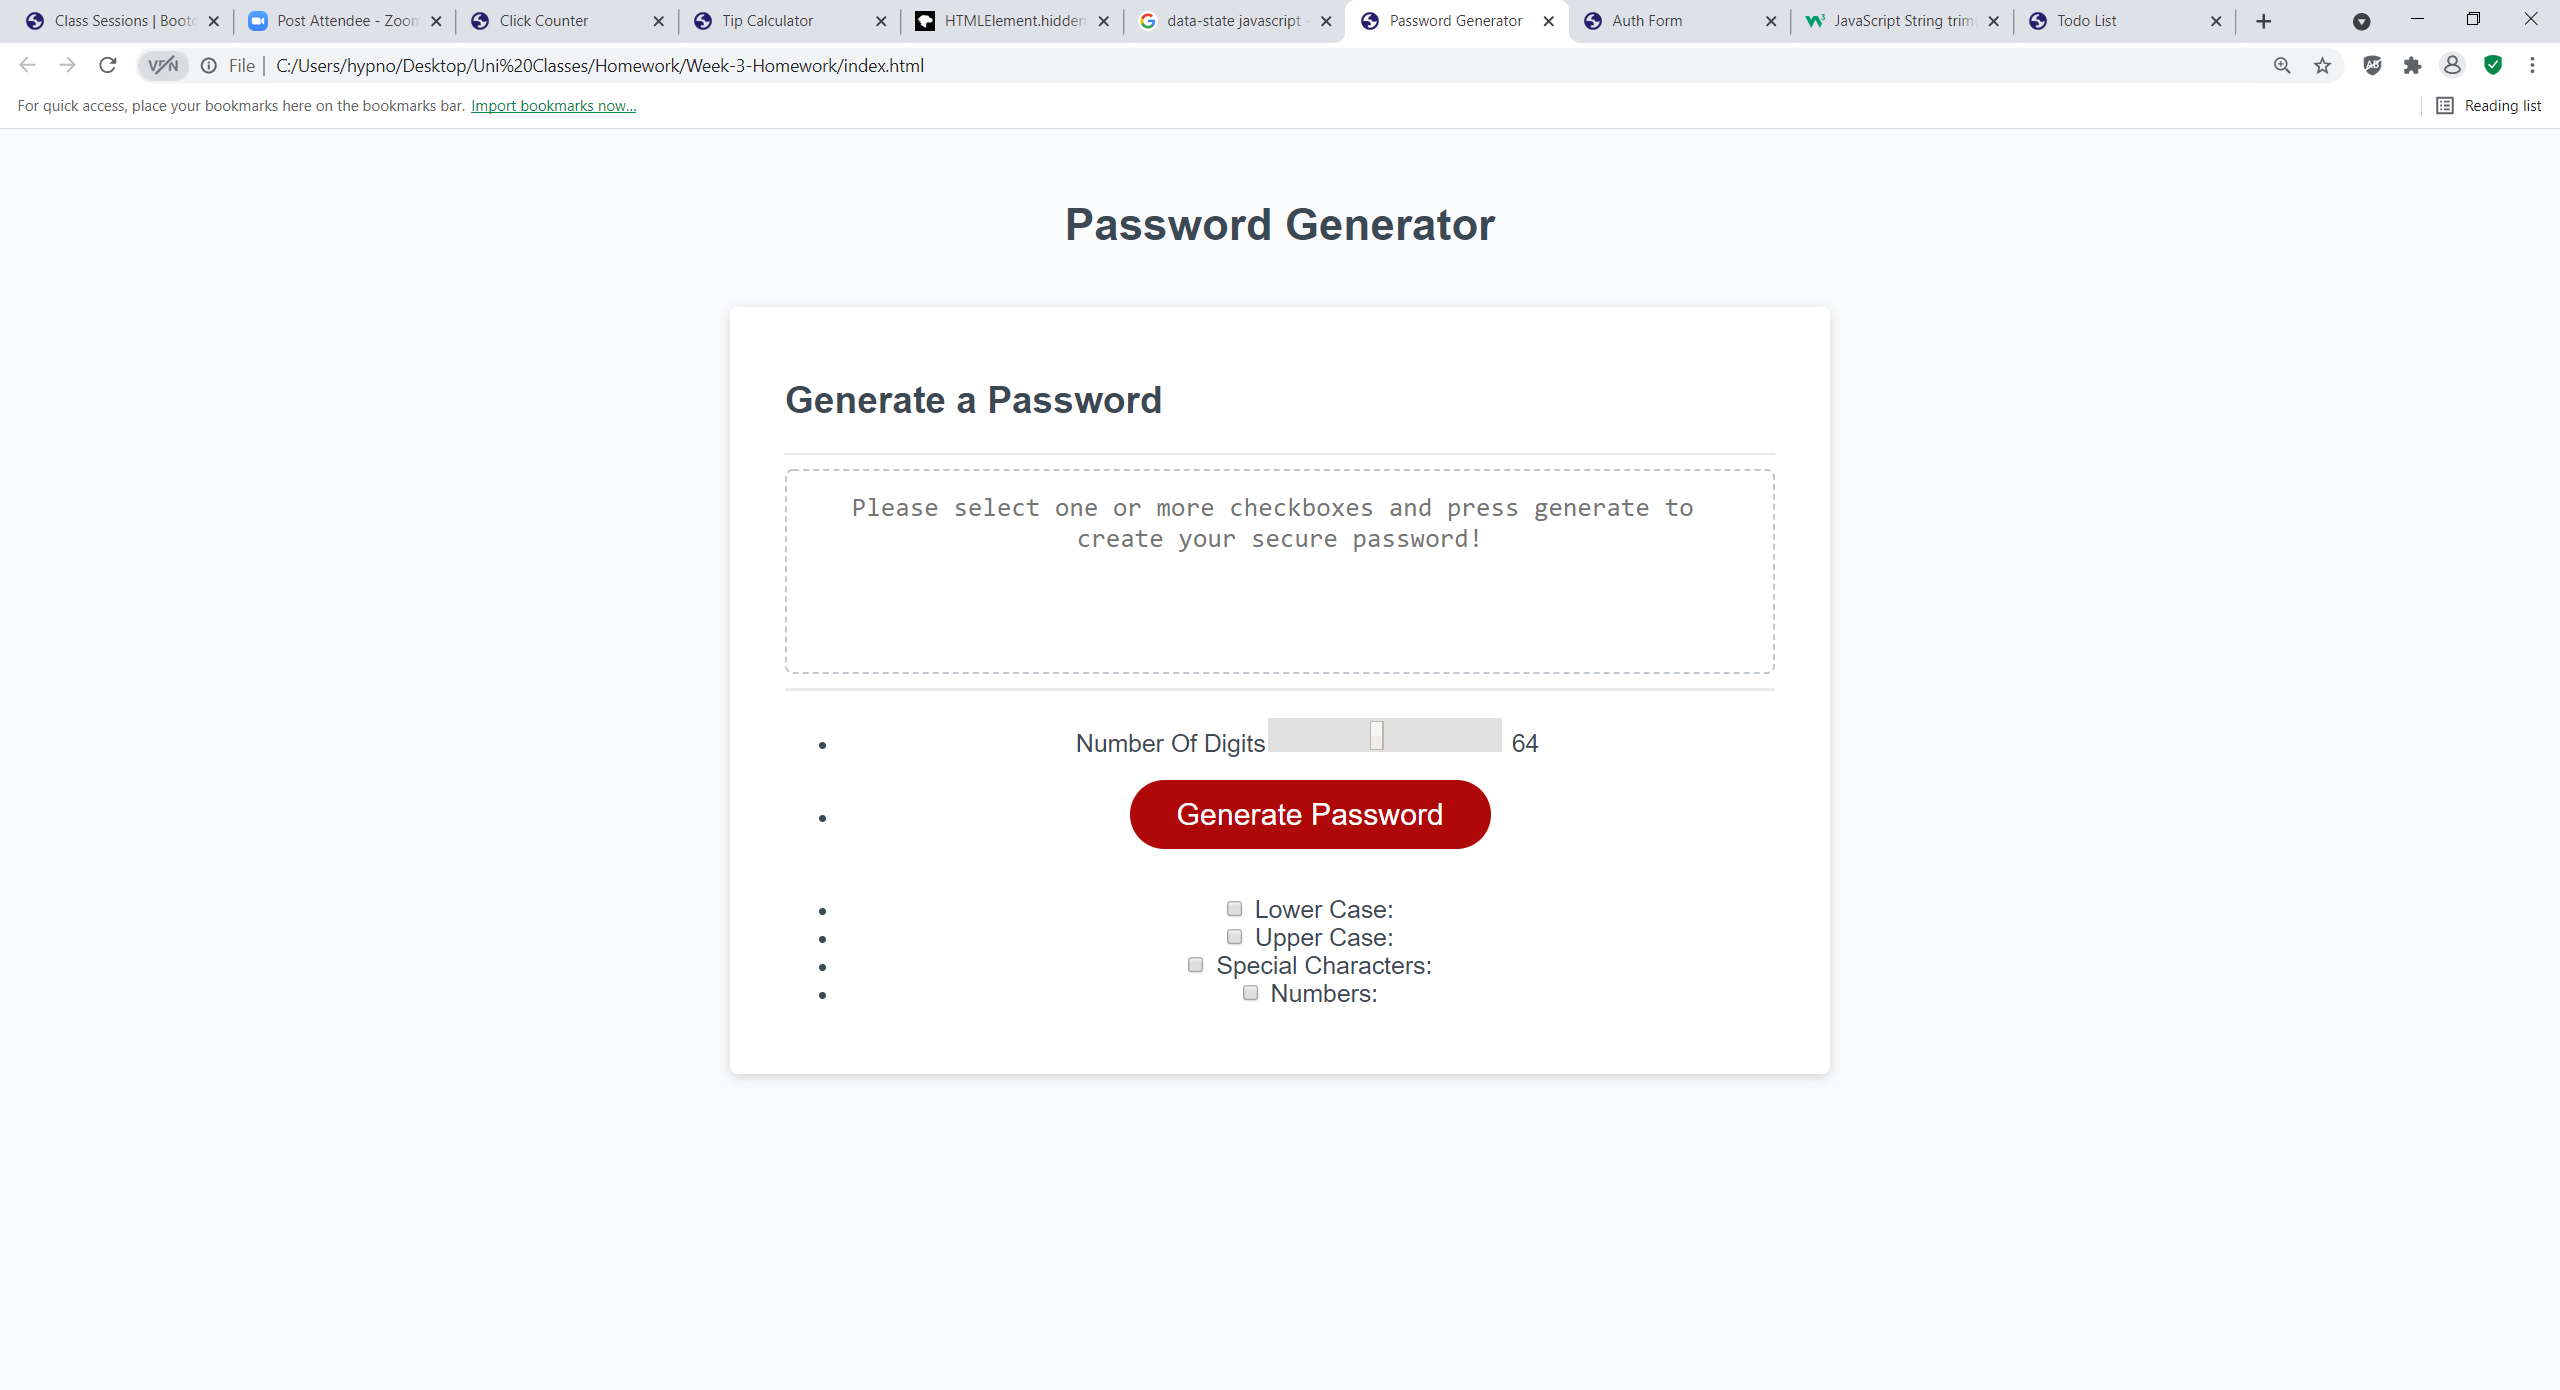 Class Sessions | Bootc
Post Attendee - Zoom
Click Counter
Tip Calculator
HTMLElement.hidden
data-state javascript -
Password Generator
Auth Form
JavaScript String trim
Todo List
VPN
File
C:/Users/hypno/Desktop/Uni%20Classes/Homework/Week-3-Homework/index.html
For quick access, place your bookmarks here on the bookmarks bar. Import bookmarks now...
Reading list
Password Generator
Generate a Password
Please select one or more checkboxes and press generate to
create your secure password!
Number Of Digits 64
Generate Password
Lower Case:
Upper Case:
Special Characters:
Numbers: